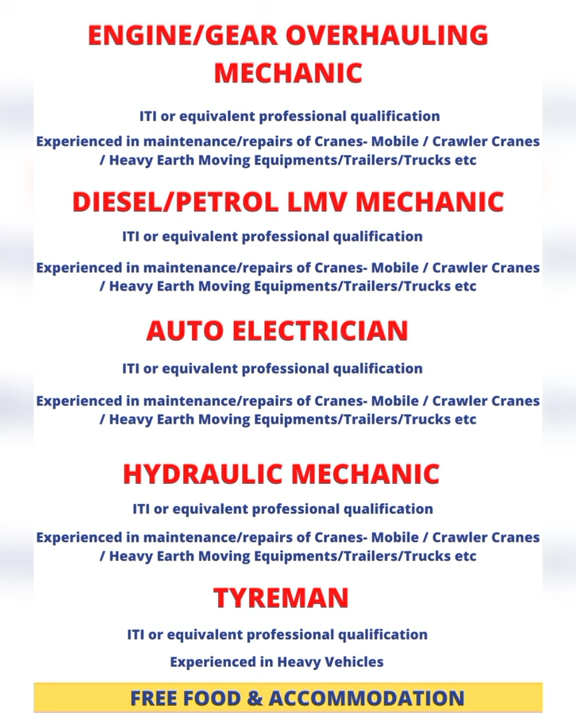 ENGINE/GEAR OVERHAULING
MECHANIC
ITI or equivalent professional qualification
Experienced in maintenance/repairs of Cranes- Mobile / Crawler Cranes
/ Heavy Earth Moving Equipments/Trailers/Trucks etc
DIESEL/PETROL LMV MECHANIC
ITI or equivalent professional qualification
Experienced in maintenance/repairs of Cranes- Mobile / Crawler Cranes
/ Heavy Earth Moving Equipments/Trailers/Trucks etc
AUTO ELECTRICIAN
ITI or equivalent professional qualification
Experienced in maintenance/repairs of Cranes- Mobile / Crawler Cranes
/ Heavy Earth Moving Equipments/Trailers/Trucks etc
HYDRAULIC MECHANIC
ITI or equivalent professional qualification
Experienced in maintenance/repairs of Cranes- Mobile / Crawler Cranes
/ Heavy Earth Moving Equipments/Trailers/Trucks etc
TYREMAN
ITI or equivalent professional qualification
Experienced in Heavy Vehicles
FREE FOOD & ACCOMMODATION